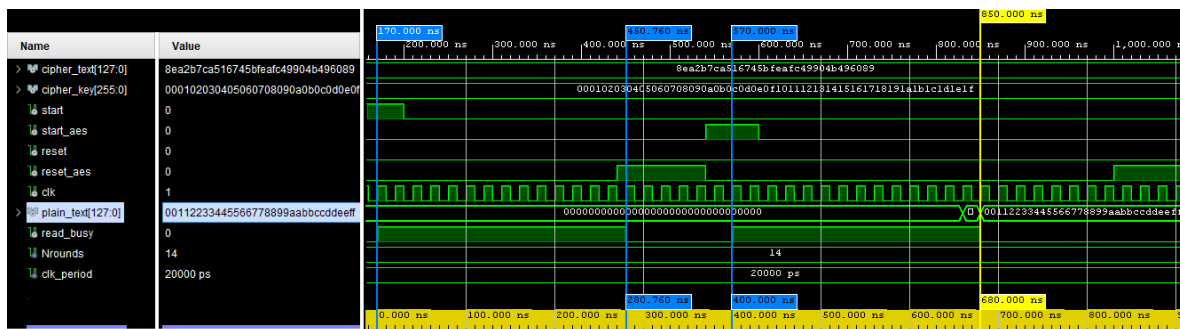 850.000 ns
170.000 ns 450.760 ns 570.000 ns
Name Value
200.000 ns 300.000 ns 400.000 ns 500.000 ns 600.000 ns 700.000 ns 800.000 ns 900.000 ns 1,000.000
cipher_text[127:0] 8ea2b7ca516745bfeafc49904b496089 8ea2b7ca516745bfeafc49904b496089
cipher_key[255:0] 000102030405060708090a0b0c0d0e0f 000102030405060708090a0b0c0d0e0f101112131415161718191a1b1c1d1e1f
start 0
start_aes 0
reset 0
reset_aes 0
clk 1
plain_text[127:0] 00112233445566778899aabbccddeeff 00000000000000000000000000000000 00112233445566778899aabbccddeeff
read_busy 0
Nrounds 14 14
clk_period 20000 ps 20000 ps
280.760 ns 400.000 ns 680.000 ns
0.000 ns 100.000 ns 200.000 ns 300.000 ns 400.000 ns 500.000 ns 600.000 ns 700.000 ns 800.000 ns